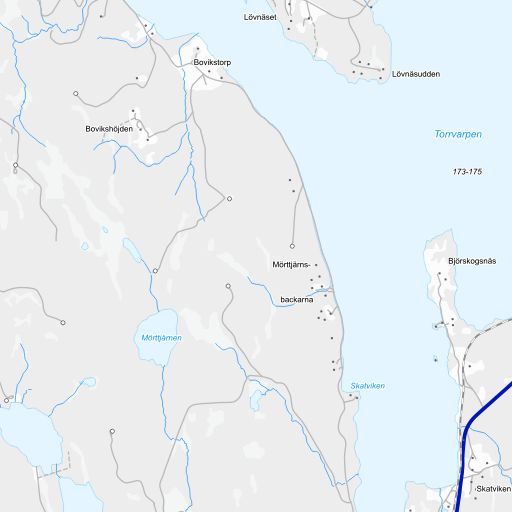 Lövnäset
Bovikstorp
Lövnäsudden
Bovikshöjden
Torrvarpen
173-175
Mörttjärns-
Björskogsnäs
backarna
Mörttjärnen
Skatviken
Skatviken